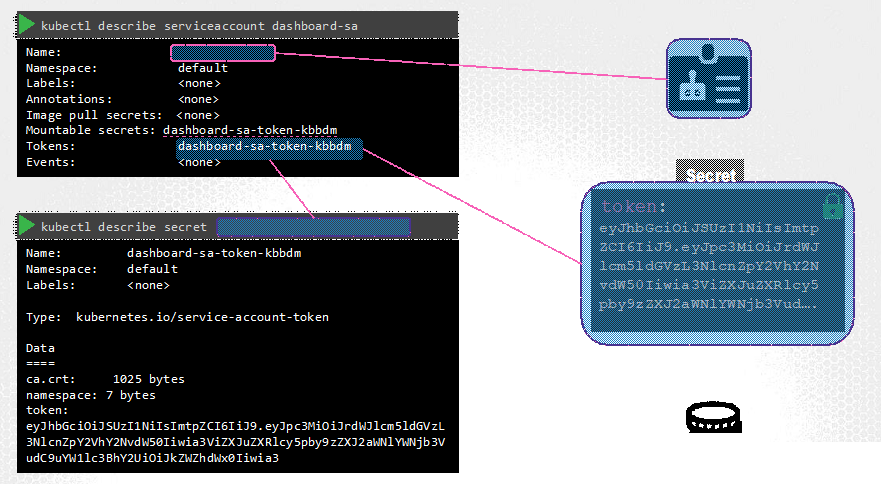 kubectl describe serviceaccount dashboard-sa
Name:
Namespace: default
Labels: <none>
Annotations: <none>
Image pull secrets: <none>
Mountable secrets: dashboard-sa-token-kbbdm
Tokens: dashboard-sa-token-kbbdm
Events: <none>
kubectl describe secret
Name: dashboard-sa-token-kbbdm
Namespace: default
Labels: <none>
Type: kubernetes.io/service-account-token
Data
====
ca.crt: 1025 bytes
namespace: 7 bytes
token:
eyJhbGciOiJSUzI1NiIsImtpZCI6IiJ9.eyJpc3MiOiJrdWJlcm5ldGVzL
3NlcnZpY2VhY2NvdW50Iiwia3ViZXJuZXRlcy5pby9zZXJ2aWNlYWNjb3V
udC9uYW1lc3BhY2UiOiJkZWZhdWx0Iiwia3
Secret
token:
eyJhbGciOiJSUzI1NiIsImtp
ZCI6IiJ9.eyJpc3MiOiJrdWJ
lcm5ldGVzL3NlcnZpY2VhY2N
vdW50Iiwia3ViZXJuZXRlcy5
pby9zZXJ2aWNlYWNjb3Vud….